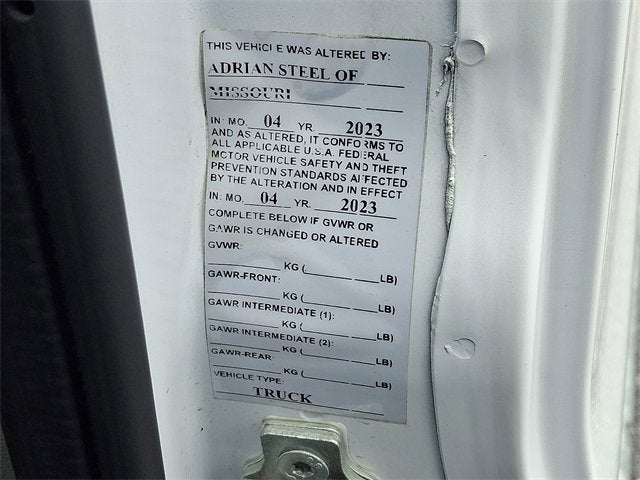 THIS VEHICLE WAS ALTERED BY:
ADRIAN STEEL OF
MISSOURI
IN: MO. 04 YR. 2023
AND AS ALTERED, IT CONFORMS TO
ALL APPLICABLE U.S.A. FEDERAL
MOTOR VEHICLE SAFETY AND THEFT
PREVENTION STANDARDS AFFECTED
BY THE ALTERATION AND IN EFFECT
IN: MO. 04 YR. 2023
COMPLETE BELOW IF GVWR OR
GAWR IS CHANGED OR ALTERED
GVWR:
KG ( LB)
GAWR-FRONT:
KG ( LB)
GAWR INTERMEDIATE (1):
KG ( LB)
GAWR INTERMEDIATE (2):
KG ( LB)
GAWR-REAR:
KG ( LB)
VEHICLE TYPE:
TRUCK